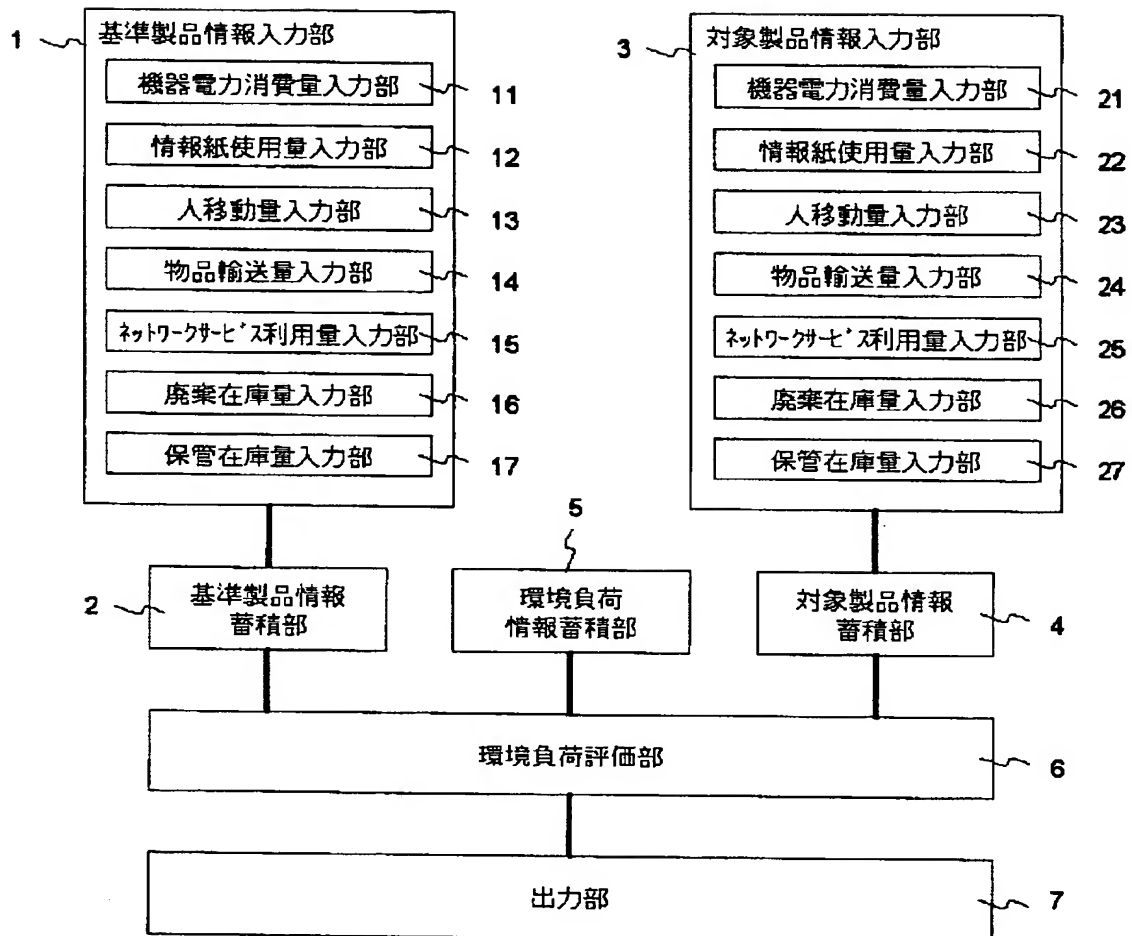 1
基準製品情報入力部
機器電力消費量入力部
11
情報紙使用量入力部
12
人移動量入力部
13
物品輸送量入力部
14
ネットワークサービス利用量入力部
15
廃棄在庫量入力部
16
保管在庫量入力部
17
3
対象製品情報入力部
機器電力消費量入力部
21
情報紙使用量入力部
22
人移動量入力部
23
物品輸送量入力部
24
ネットワークサービス利用量入力部
25
廃棄在庫量入力部
26
保管在庫量入力部
27
2
基準製品情報
蓄積部
5
環境負荷
情報蓄積部
対象製品情報
蓄積部
4
環境負荷評価部
6
出力部
7